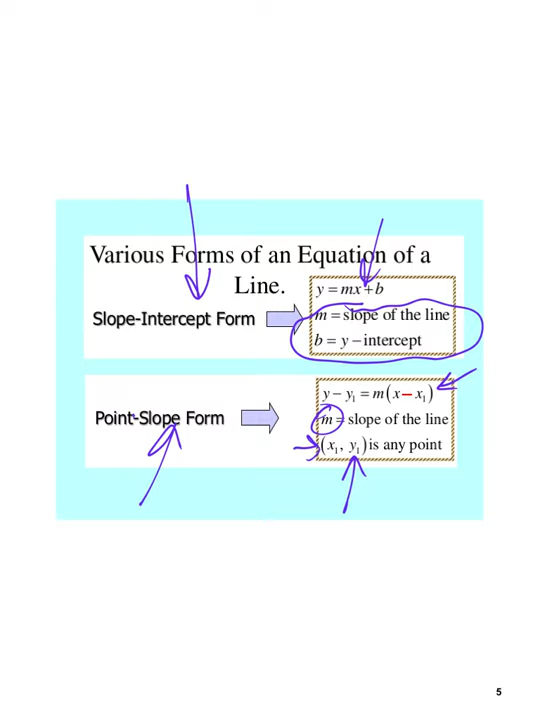 Various Forms of an Equation of a
Line.
Slope-Intercept Form
y = mx + b
m = slope of the line
b = y − intercept
Point-Slope Form
y − y₁ = m(x − x₁)
m = slope of the line
(x₁, y₁) is any point
5